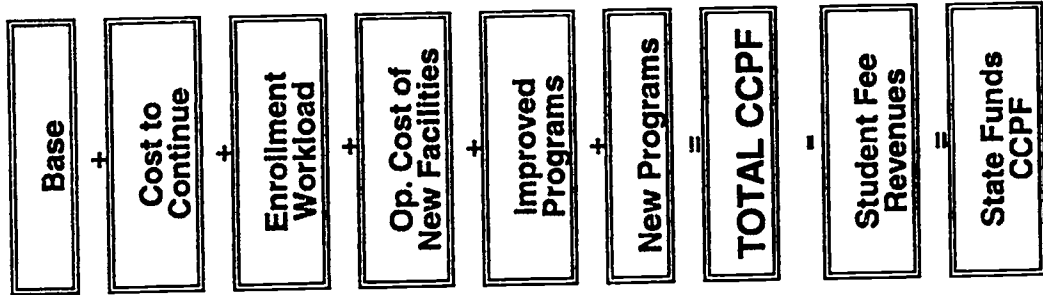 Base
+
Cost to
Continue
+
Enrollment
Workload
+
Op. Cost of
New Facilities
+
Improved
Programs
+
New Programs
=
TOTAL CCPF
-
Student Fee
Revenues
=
State Funds
CCPF